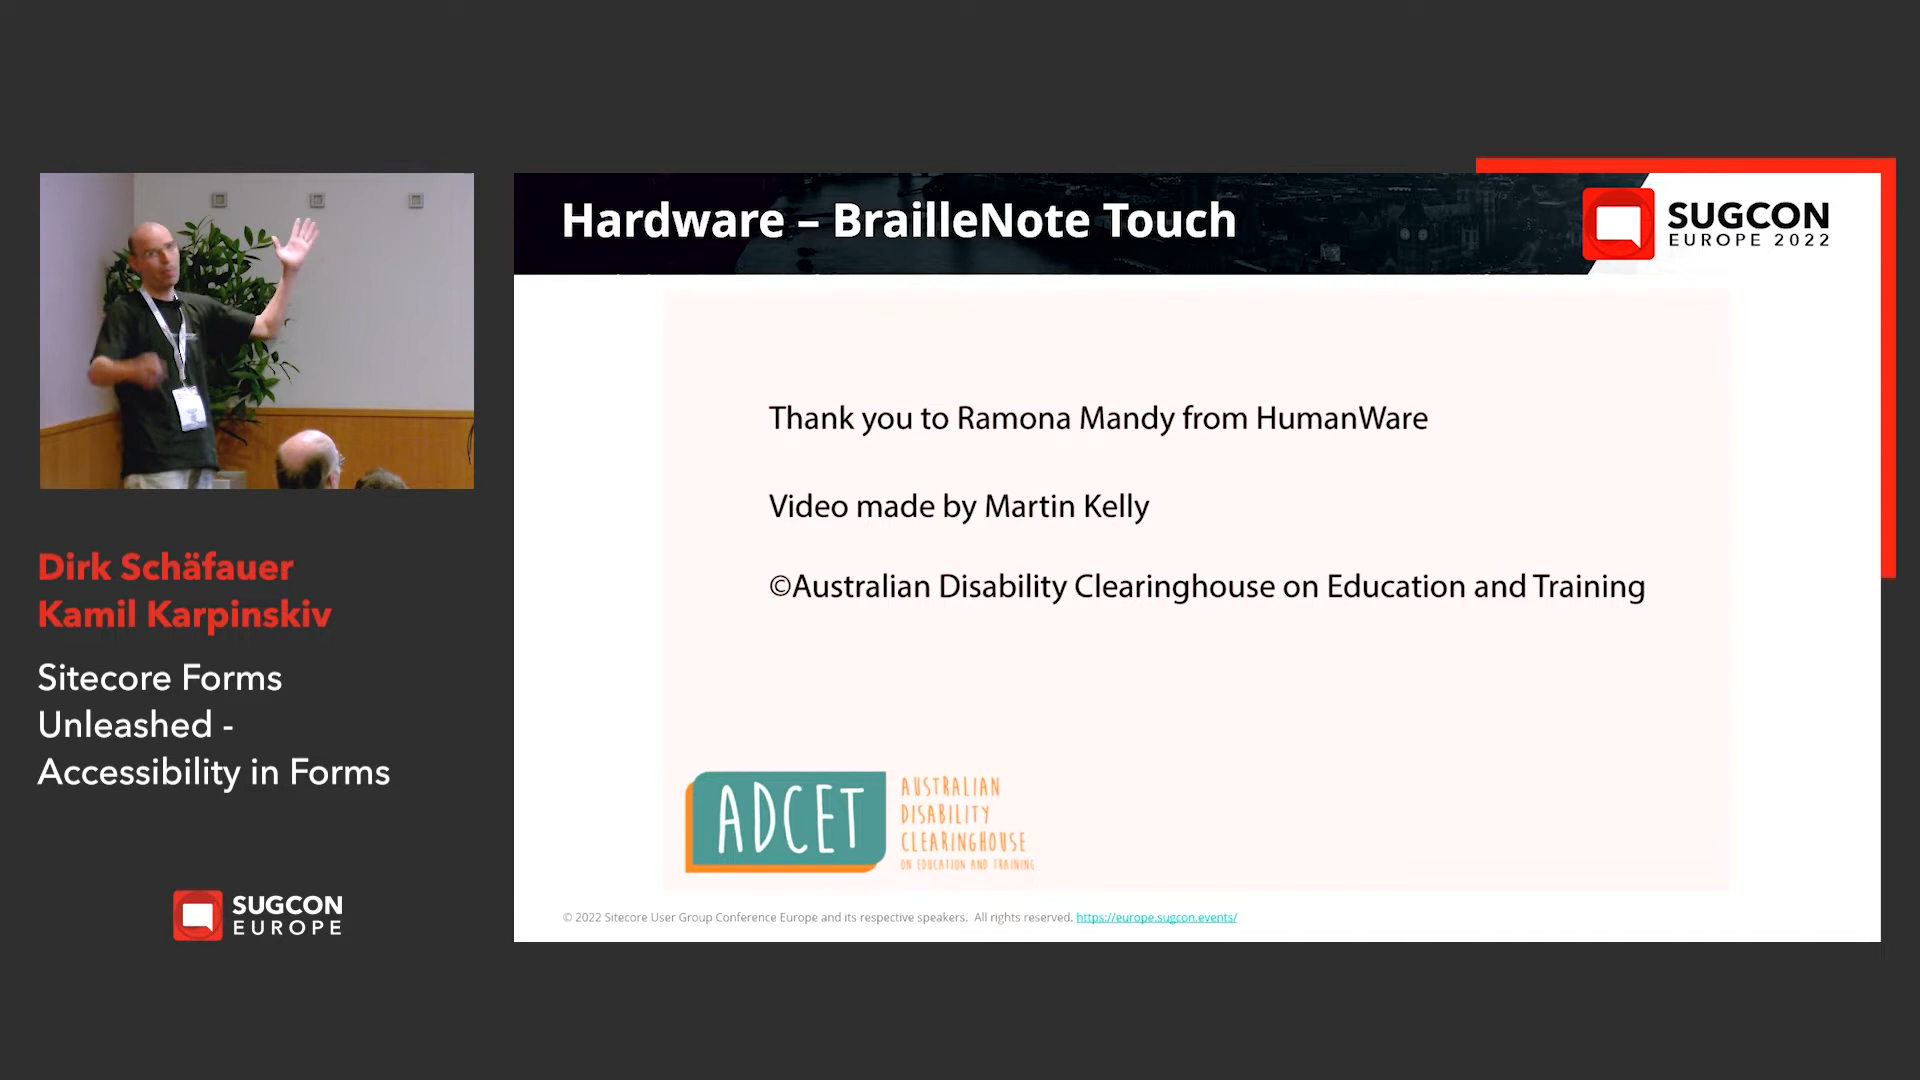 Hardware – BrailleNote Touch
SUGCON
EUROPE 2022
Thank you to Ramona Mandy from HumanWare
Video made by Martin Kelly
©Australian Disability Clearinghouse on Education and Training
ADCET
AUSTRALIAN
DISABILITY
CLEARINGHOUSE
ON EDUCATION AND TRAINING
© 2022 Sitecore User Group Conference Europe and its respective speakers. All rights reserved. https://europe.sugcon.events/
Dirk Schäfauer
Kamil Karpinskiv
Sitecore Forms
Unleashed -
Accessibility in Forms
SUGCON
EUROPE